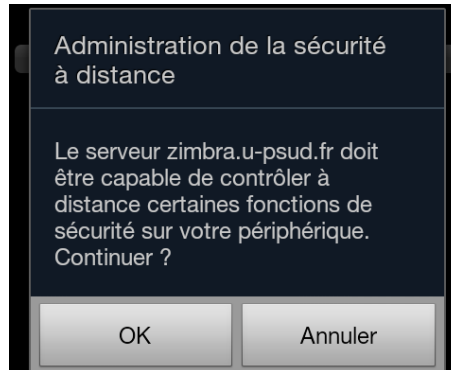 Administration de la sécurité
à distance
Le serveur zimbra.u-psud.fr doit
être capable de contrôler à
distance certaines fonctions de
sécurité sur votre périphérique.
Continuer ?
OK
Annuler